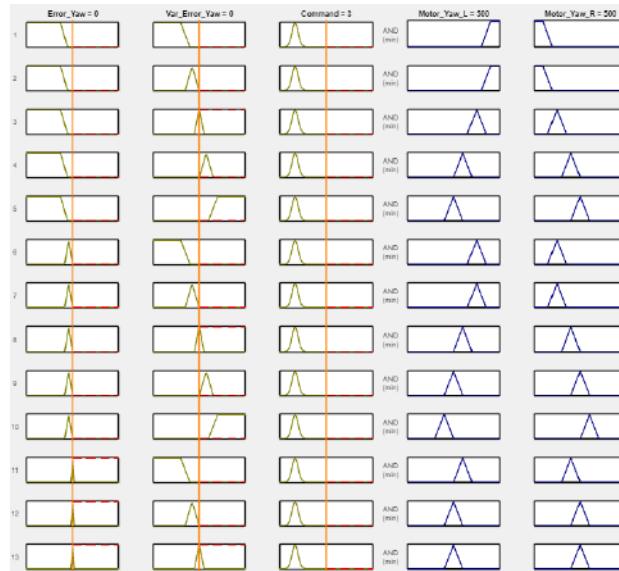 Error_Yaw = 0 Var_Error_Yaw = 0 Command = 3 Motor_Yaw_L = 500 Motor_Yaw_R = 500
1 AND (min)
2 AND (min)
3 AND (min)
4 AND (min)
5 AND (min)
6 AND (min)
7 AND (min)
8 AND (min)
9 AND (min)
10 AND (min)
11 AND (min)
12 AND (min)
13 AND (min)